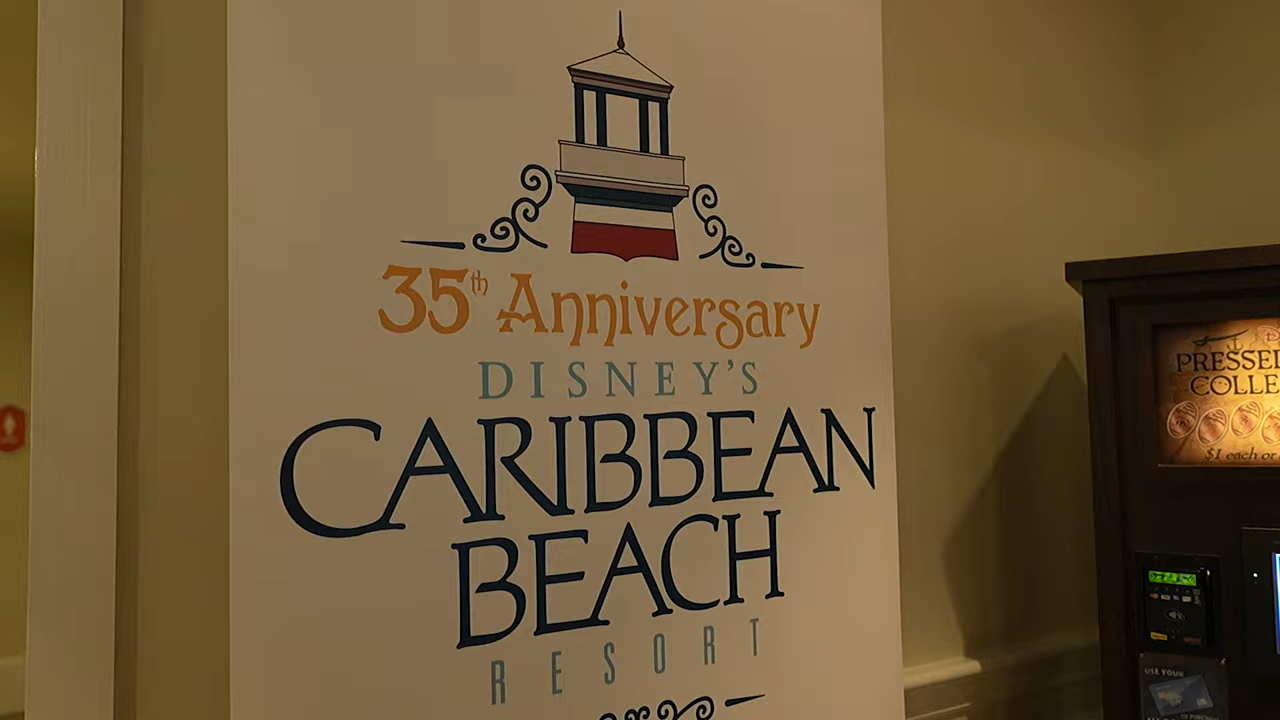 35th Anniversary
DISNEY'S
CARIBBEAN
BEACH
RESORT
PRESSED
COLLE
$1 each or
USE YOUR